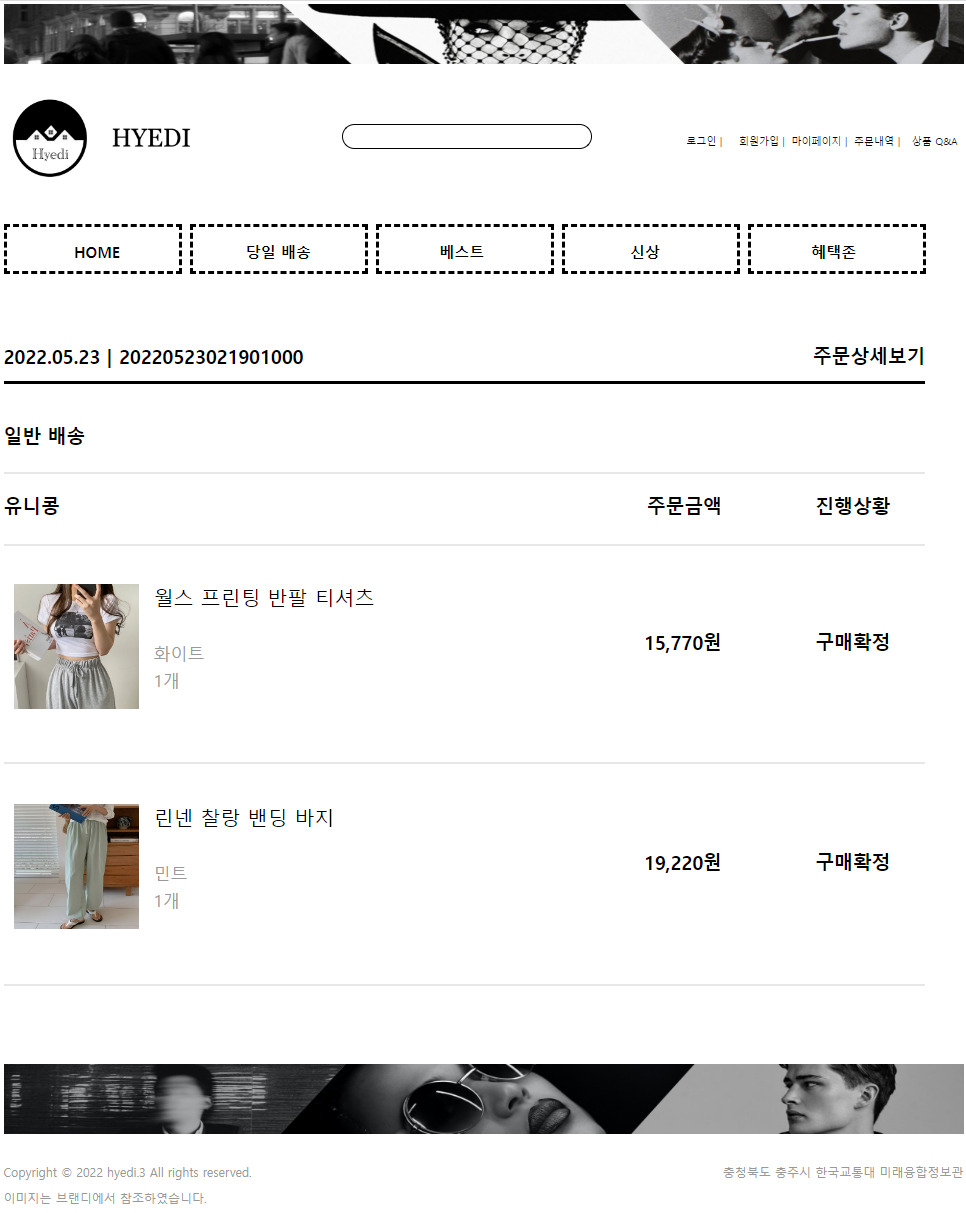 Hyedi
HYEDI
로그인 | 회원가입 | 마이페이지 | 주문내역 | 상품 Q&A
HOME
당일 배송
베스트
신상
혜택존
2022.05.23 | 20220523021901000
주문상세보기
일반 배송
유니콩
주문금액
진행상황
월스 프린팅 반팔 티셔츠
화이트
1개
15,770원
구매확정
린넨 찰랑 밴딩 바지
민트
1개
19,220원
구매확정
Copyright © 2022 hyedi.3 All rights reserved.
충청북도 충주시 한국교통대 미래융합정보관
이미지는 브랜디에서 참조하였습니다.